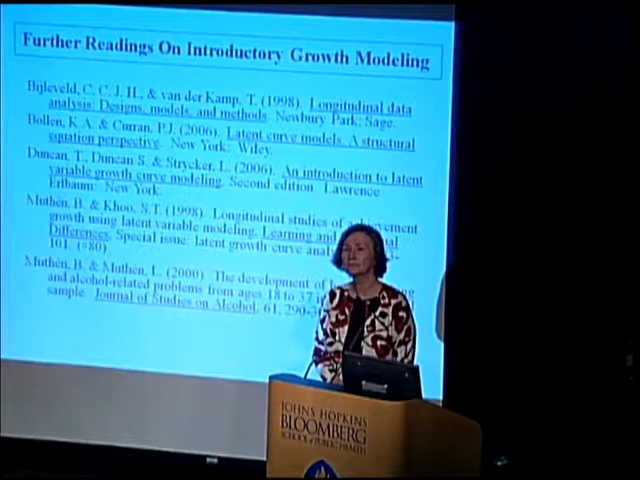 Further Readings On Introductory Growth Modeling
Bijleveld, C. C. J. H., & van der Kamp, T. (1998). Longitudinal data
analysis: Designs, models, and methods. Newbury Park: Sage.
Bollen, K.A. & Curran, P.J. (2006). Latent curve models. A structural
equation perspective. New York: Wiley.
Duncan, T., Duncan S. & Strycker, L. (2006). An introduction to latent
variable growth curve modeling. Second edition. Lawrence
Erlbaum: New York.
Muthén, B. & Khoo, S.T. (1998). Longitudinal studies of achievement
growth using latent variable modeling. Learning and
Differences, Special issue: latent growth curve
101. (#80)
Muthén, B. & Muthén, L. (2000). The development of
and alcohol-related problems from ages 18 to 37 in
sample. Journal of Studies on Alcohol, 61, 290-
JOHNS HOPKINS
BLOOMBERG
SCHOOL of PUBLIC HEALTH